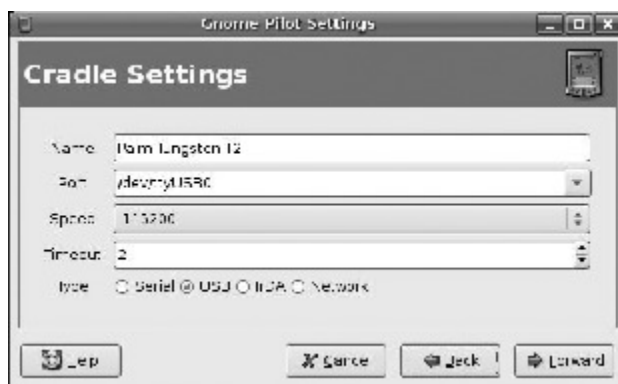 Gnome Pilot Settings
Cradle Settings
Name: Palm Tungsten T2
Port: /dev/ttyUSB0
Speed: 115200
Timeout: 2
Type: Serial USB IrDA Network
Help Cancel Back Forward